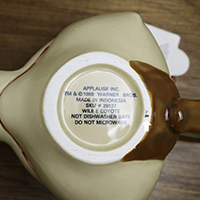 APPLAUSE INC.
TM & © 1989 WARNER BROS.
MADE IN INDONESIA
SKU # 29127
WILE E COYOTE
NOT DISHWASHER SAFE
DO NOT MICROWAVE